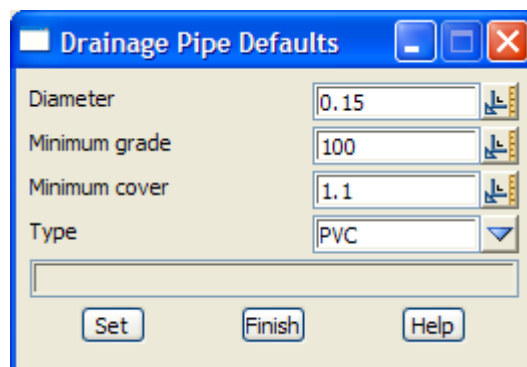 Drainage Pipe Defaults
Diameter 0.15
Minimum grade 100
Minimum cover 1.1
Type PVC
Set Finish Help